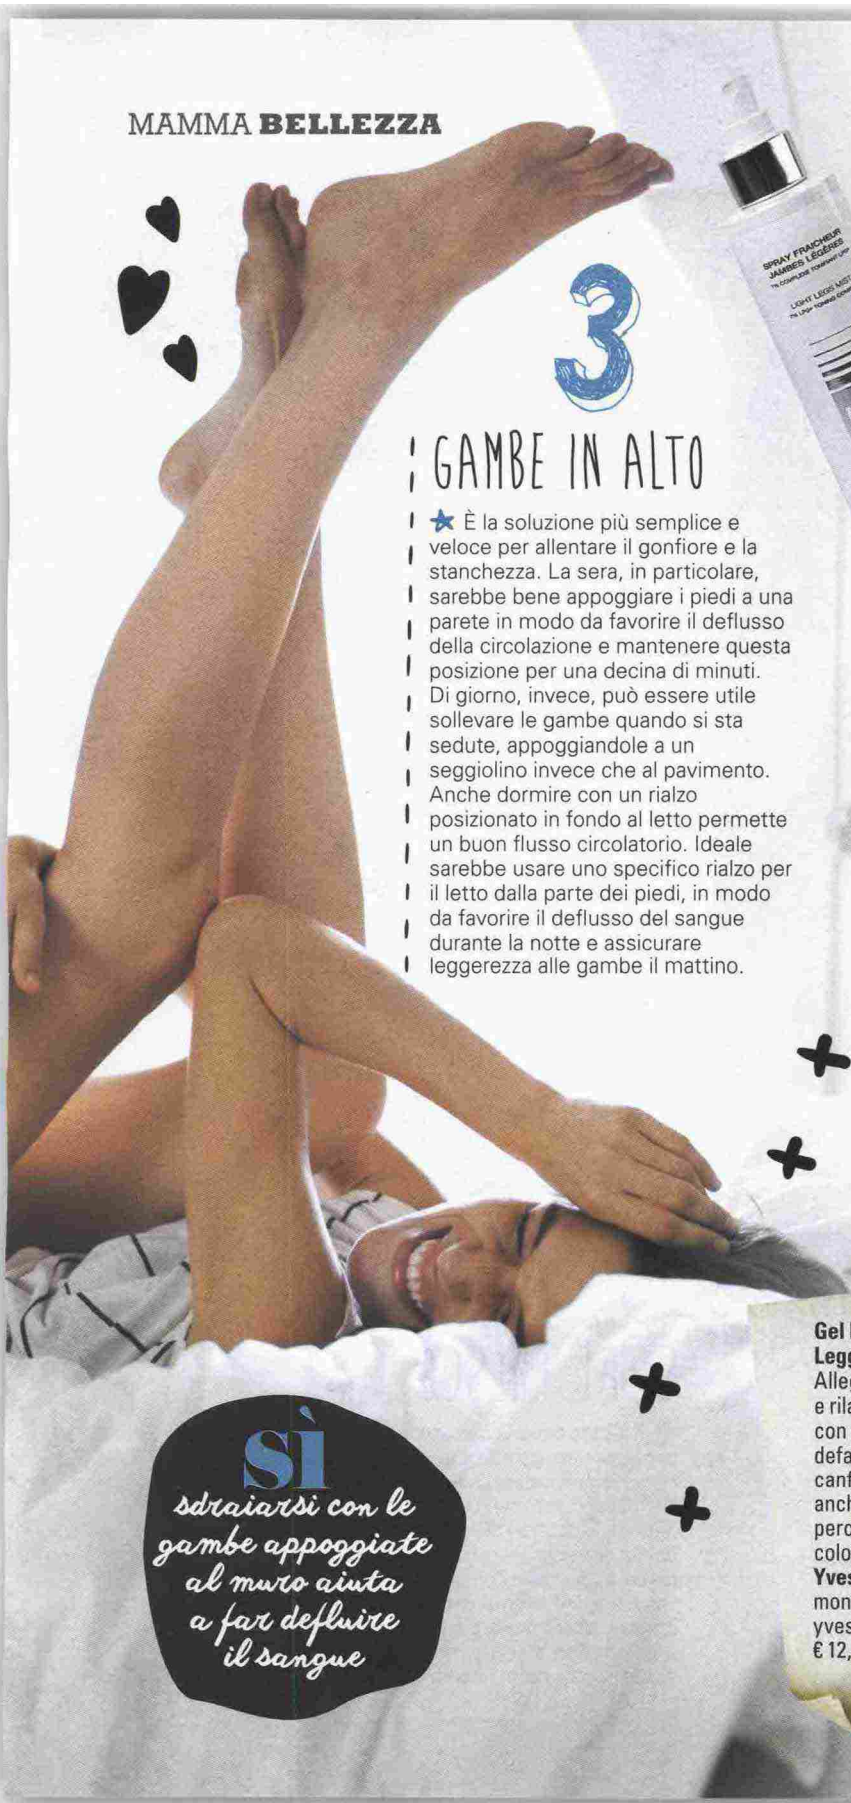 MAMMA BELLEZZA
SPRAY FRAICHEUR
JAMBES LÉGÈRES
LIGHT LEGS MIST
3
GAMBE IN ALTO
È la soluzione più semplice e
veloce per allentare il gonfiore e la
stanchezza. La sera, in particolare,
sarebbe bene appoggiare i piedi a una
parete in modo da favorire il deflusso
della circolazione e mantenere questa
posizione per una decina di minuti.
Di giorno, invece, può essere utile
sollevare le gambe quando si sta
sedute, appoggiandole a un
seggiolino invece che al pavimento.
Anche dormire con un rialzo
posizionato in fondo al letto permette
un buon flusso circolatorio. Ideale
sarebbe usare uno specifico rialzo per
il letto dalla parte dei piedi, in modo
da favorire il deflusso del sangue
durante la notte e assicurare
leggerezza alle gambe il mattino.
Gel
Legg
Alle
e rila
con
defa
canf
anch
perc
colo
Yves
mon
yves
€ 12,
SÌ
sdraiarsi con le
gambe appoggiate
al muro aiuta
a far defluire
il sangue